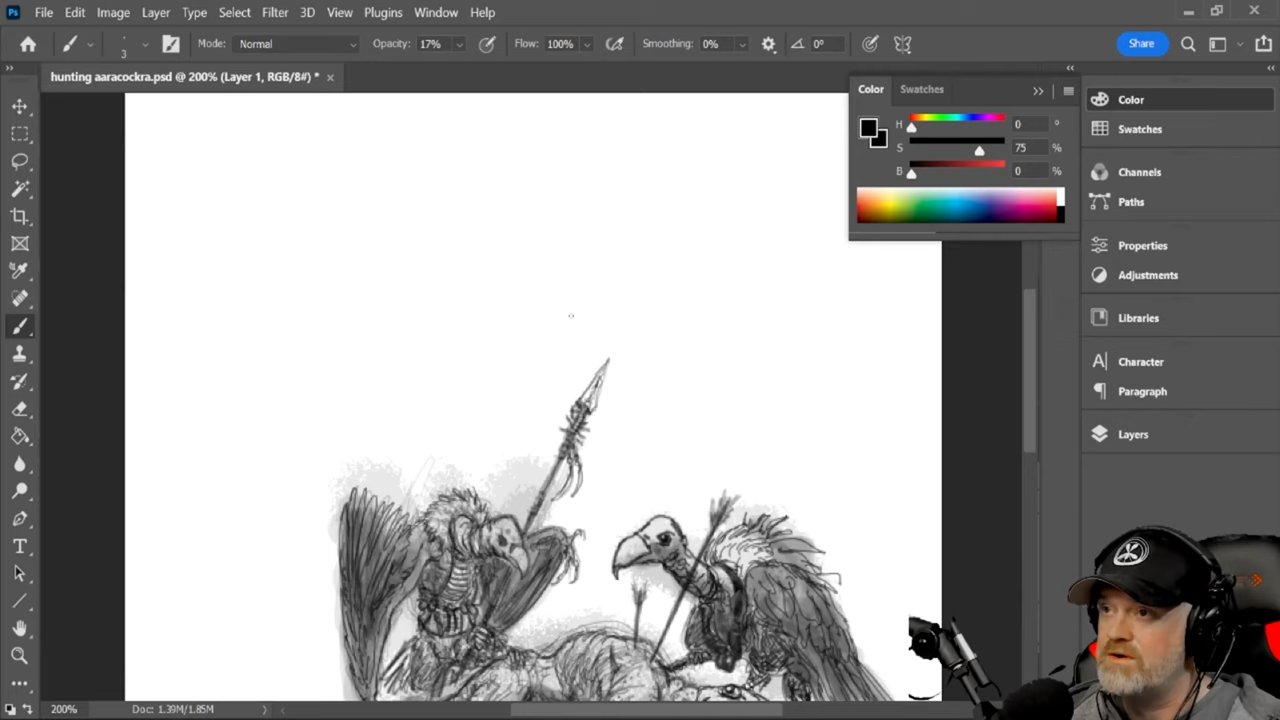 Ps File Edit Image Layer Type Select Filter 3D View Plugins Window Help
3 Mode: Normal Opacity: 17% Flow: 100% Smoothing: 0% 0° Share
hunting aaracockra.psd @ 200% (Layer 1, RGB/8#) *
Color Swatches
H 0 °
S 75 %
B 0 %
Color
Swatches
Channels
Paths
Properties
Adjustments
Libraries
Character
Paragraph
Layers
200% Doc: 1.39M/1.85M